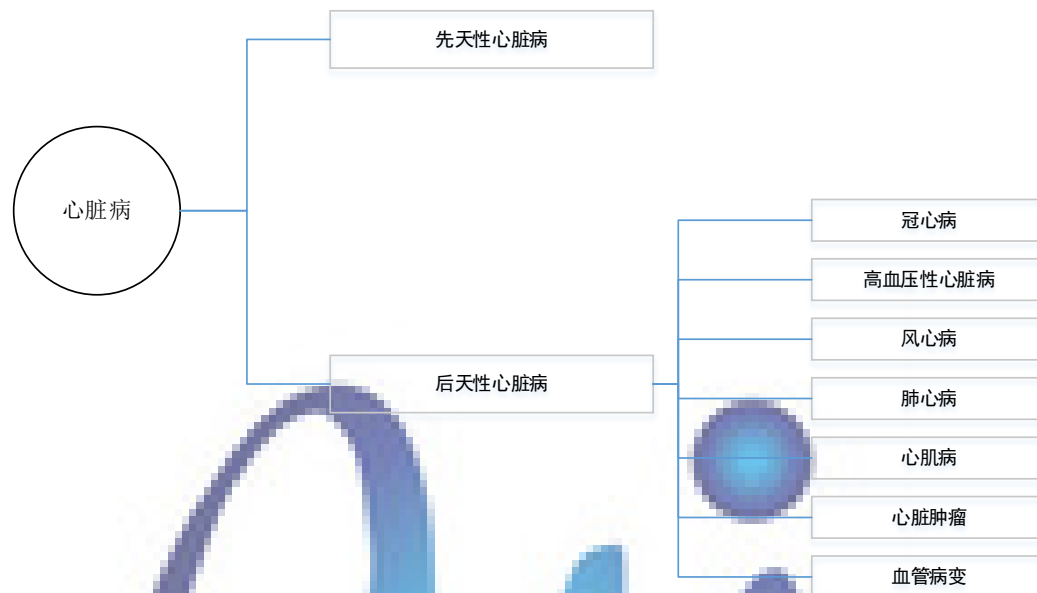 先天性心脏病
心脏病
后天性心脏病
冠心病
高血压性心脏病
风心病
肺心病
心肌病
心脏肿瘤
血管病变